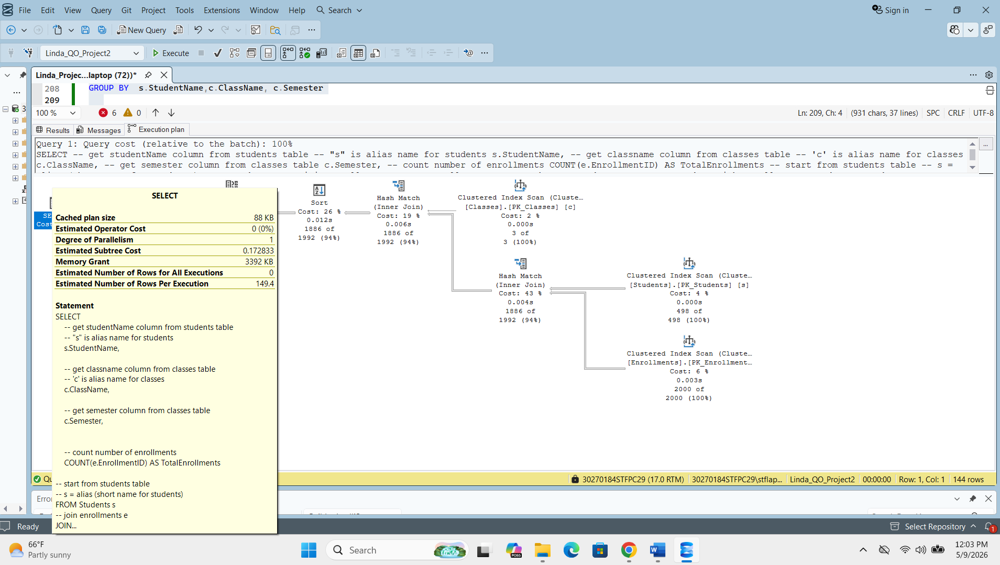 File Edit View Query Git Project Tools Extensions Window Help Search Sign in
New Query
Linda_QO_Project2 Execute
Linda_Projec...laptop (72))*
208 GROUP BY s.StudentName,c.ClassName, c.Semester
209
3
100 % 6 0 Ln: 209, Ch: 4 (931 chars, 37 lines) SPC CRLF UTF-8
Results Messages Execution plan
Query 1: Query cost (relative to the batch): 100%
SELECT -- get studentName column from students table -- "s" is alias name for students s.StudentName, -- get classname column from classes table -- 'c' is alias name for classes
c.ClassName, -- get semester column from classes table c.Semester, -- count number of enrollments COUNT(e.EnrollmentID) AS TotalEnrollments -- start from students table -- s =
SE
Cost
SELECT
Cached plan size 88 KB
Estimated Operator Cost 0 (0%)
Degree of Parallelism 1
Estimated Subtree Cost 0.172833
Memory Grant 3392 KB
Estimated Number of Rows for All Executions 0
Estimated Number of Rows Per Execution 149.4
Statement
SELECT
-- get studentName column from students table
-- "s" is alias name for students
s.StudentName,
-- get classname column from classes table
-- 'c' is alias name for classes
c.ClassName,
-- get semester column from classes table
c.Semester,
-- count number of enrollments
COUNT(e.EnrollmentID) AS TotalEnrollments
-- start from students table
-- s = alias (short name for students)
FROM Students s
-- join enrollments e
JOIN...
Sort
Cost: 26 %
0.012s
1886 of
1992 (94%)
Hash Match
(Inner Join)
Cost: 19 %
0.006s
1886 of
1992 (94%)
Clustered Index Scan (Cluste...
[Classes].[PK_Classes] [c]
Cost: 2 %
0.000s
3 of
3 (100%)
Hash Match
(Inner Join)
Cost: 43 %
0.004s
1886 of
1992 (94%)
Clustered Index Scan (Cluste...
[Students].[PK_Students] [s]
Cost: 4 %
0.000s
498 of
498 (100%)
Clustered Index Scan (Cluste...
[Enrollments].[PK_Enrollment...
Cost: 6 %
0.003s
2000 of
2000 (100%)
Qu 30270184STFPC29 (17.0 RTM) 30270184STFPC29\stflap... Linda_QO_Project2 00:00:00 Row: 1, Col: 1 144 rows
Erro
Ready Select Repository 1
66°F
Partly sunny
Search
M365
12:03 PM
5/9/2026